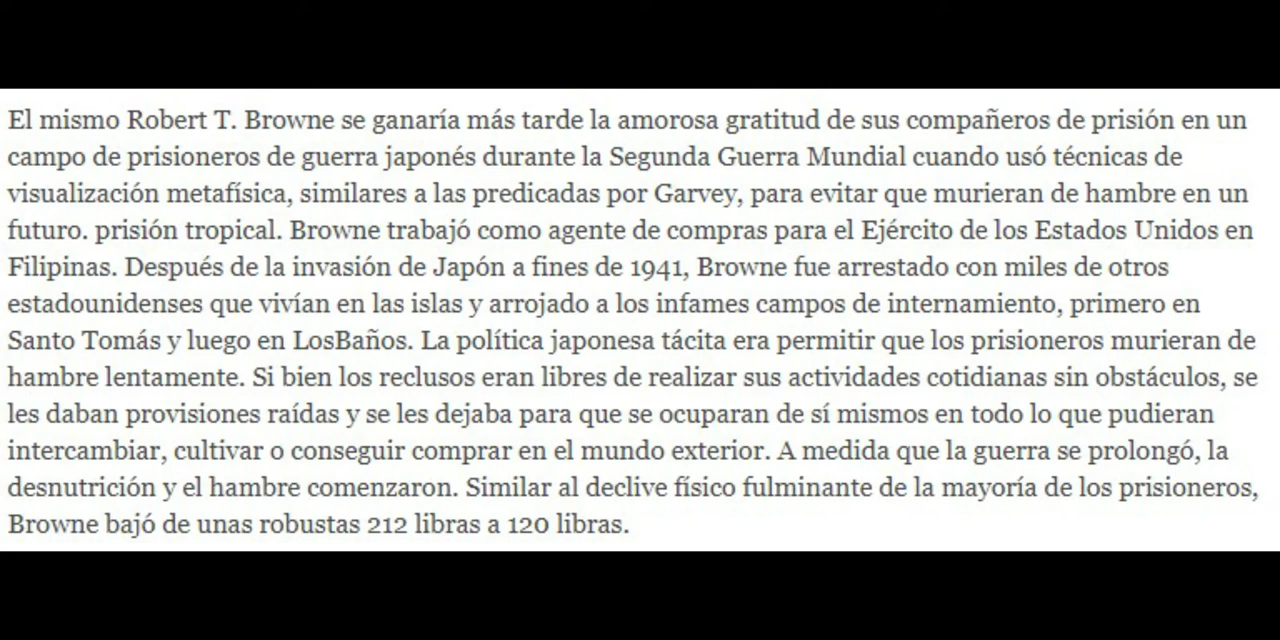 El mismo Robert T. Browne se ganaría más tarde la amorosa gratitud de sus compañeros de prisión en un
campo de prisioneros de guerra japonés durante la Segunda Guerra Mundial cuando usó técnicas de
visualización metafísica, similares a las predicadas por Garvey, para evitar que murieran de hambre en un
futuro. prisión tropical. Browne trabajó como agente de compras para el Ejército de los Estados Unidos en
Filipinas. Después de la invasión de Japón a fines de 1941, Browne fue arrestado con miles de otros
estadounidenses que vivían en las islas y arrojado a los infames campos de internamiento, primero en
Santo Tomás y luego en LosBaños. La política japonesa tácita era permitir que los prisioneros murieran de
hambre lentamente. Si bien los reclusos eran libres de realizar sus actividades cotidianas sin obstáculos, se
les daban provisiones raídas y se les dejaba para que se ocuparan de sí mismos en todo lo que pudieran
intercambiar, cultivar o conseguir comprar en el mundo exterior. A medida que la guerra se prolongó, la
desnutrición y el hambre comenzaron. Similar al declive físico fulminante de la mayoría de los prisioneros,
Browne bajó de unas robustas 212 libras a 120 libras.